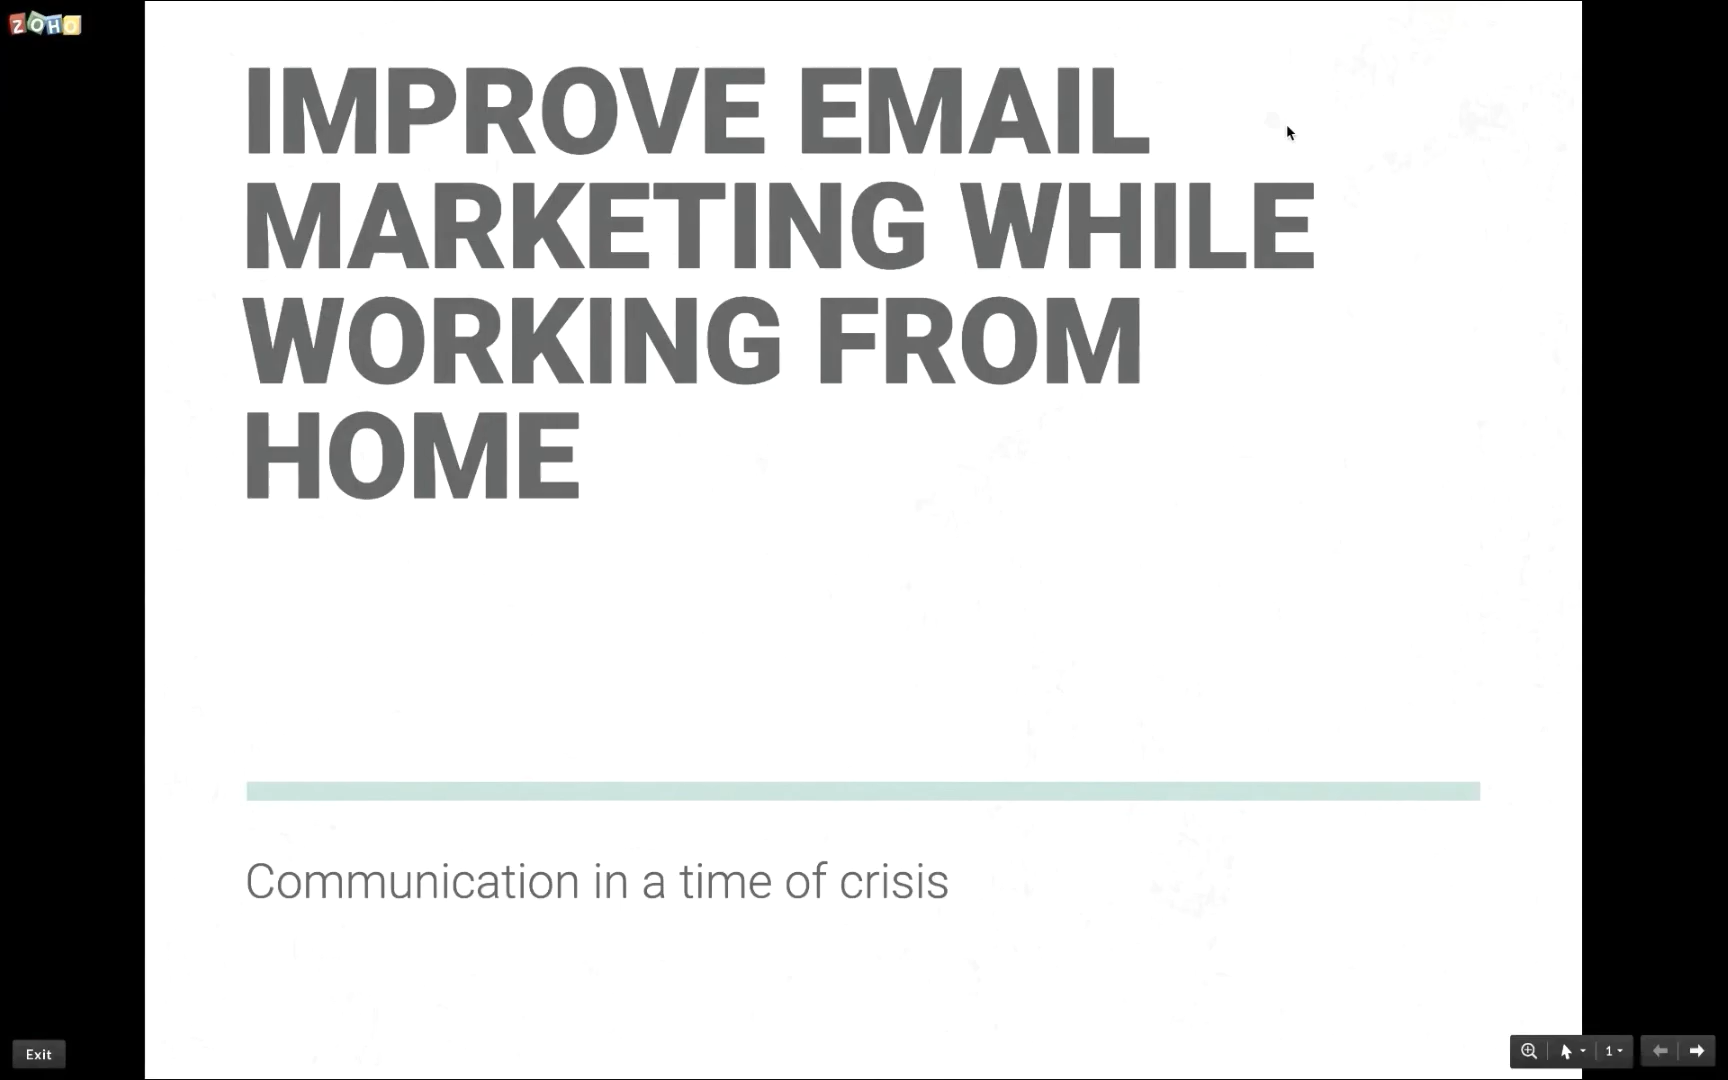 ZOHO
IMPROVE EMAIL
MARKETING WHILE
WORKING FROM
HOME
Communication in a time of crisis
Exit
1